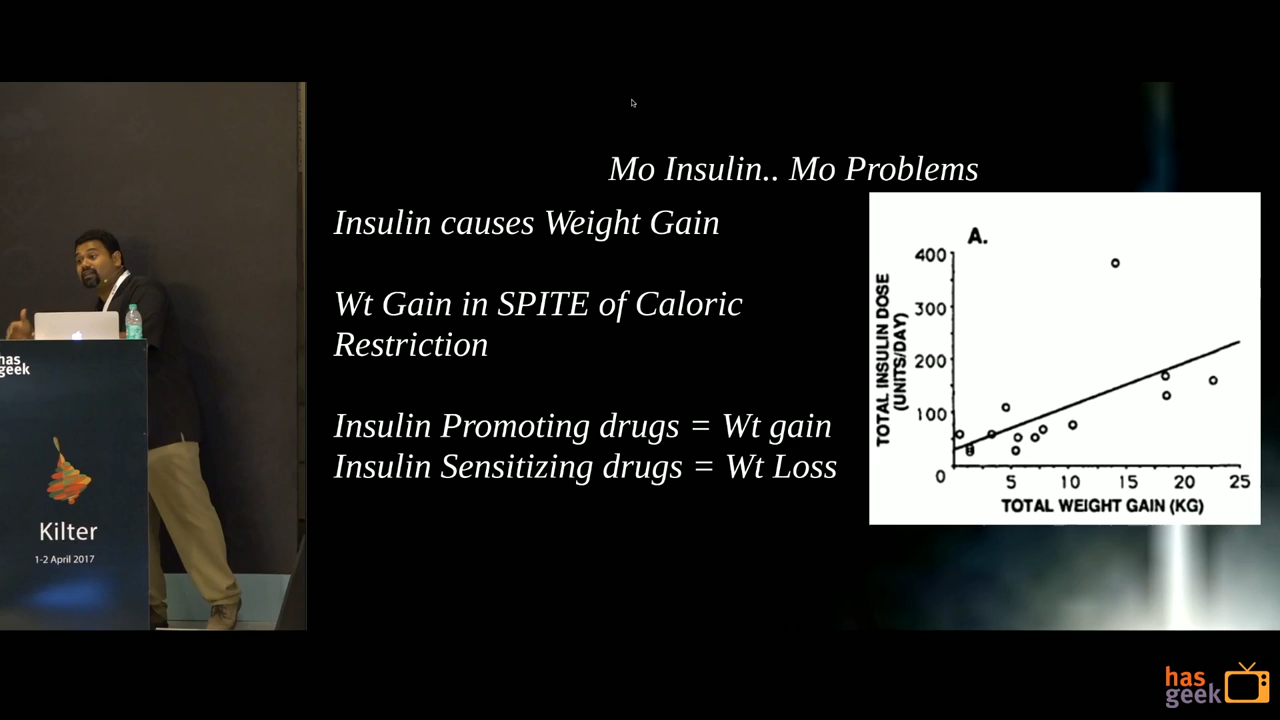 Mo Insulin.. Mo Problems
Insulin causes Weight Gain
Wt Gain in SPITE of Caloric
Restriction
Insulin Promoting drugs = Wt gain
Insulin Sensitizing drugs = Wt Loss
A.
TOTAL INSULIN DOSE
(UNITS/DAY)
400
300
200
100
0
5
10
15
20
25
TOTAL WEIGHT GAIN (KG)
has
geek
Kilter
1-2 April 2017
has
geek